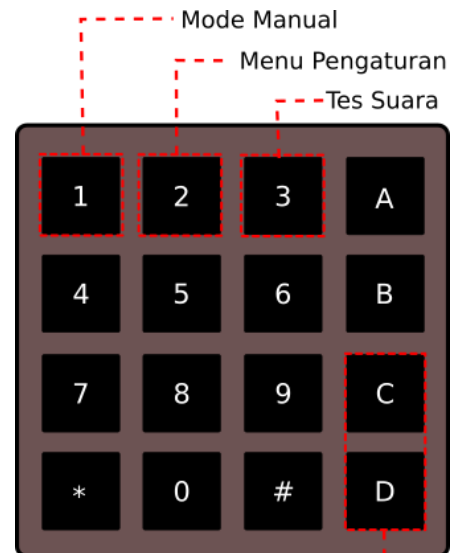 Mode Manual
Menu Pengaturan
Tes Suara
1 2 3 A
4 5 6 B
7 8 9 C
* 0 # D